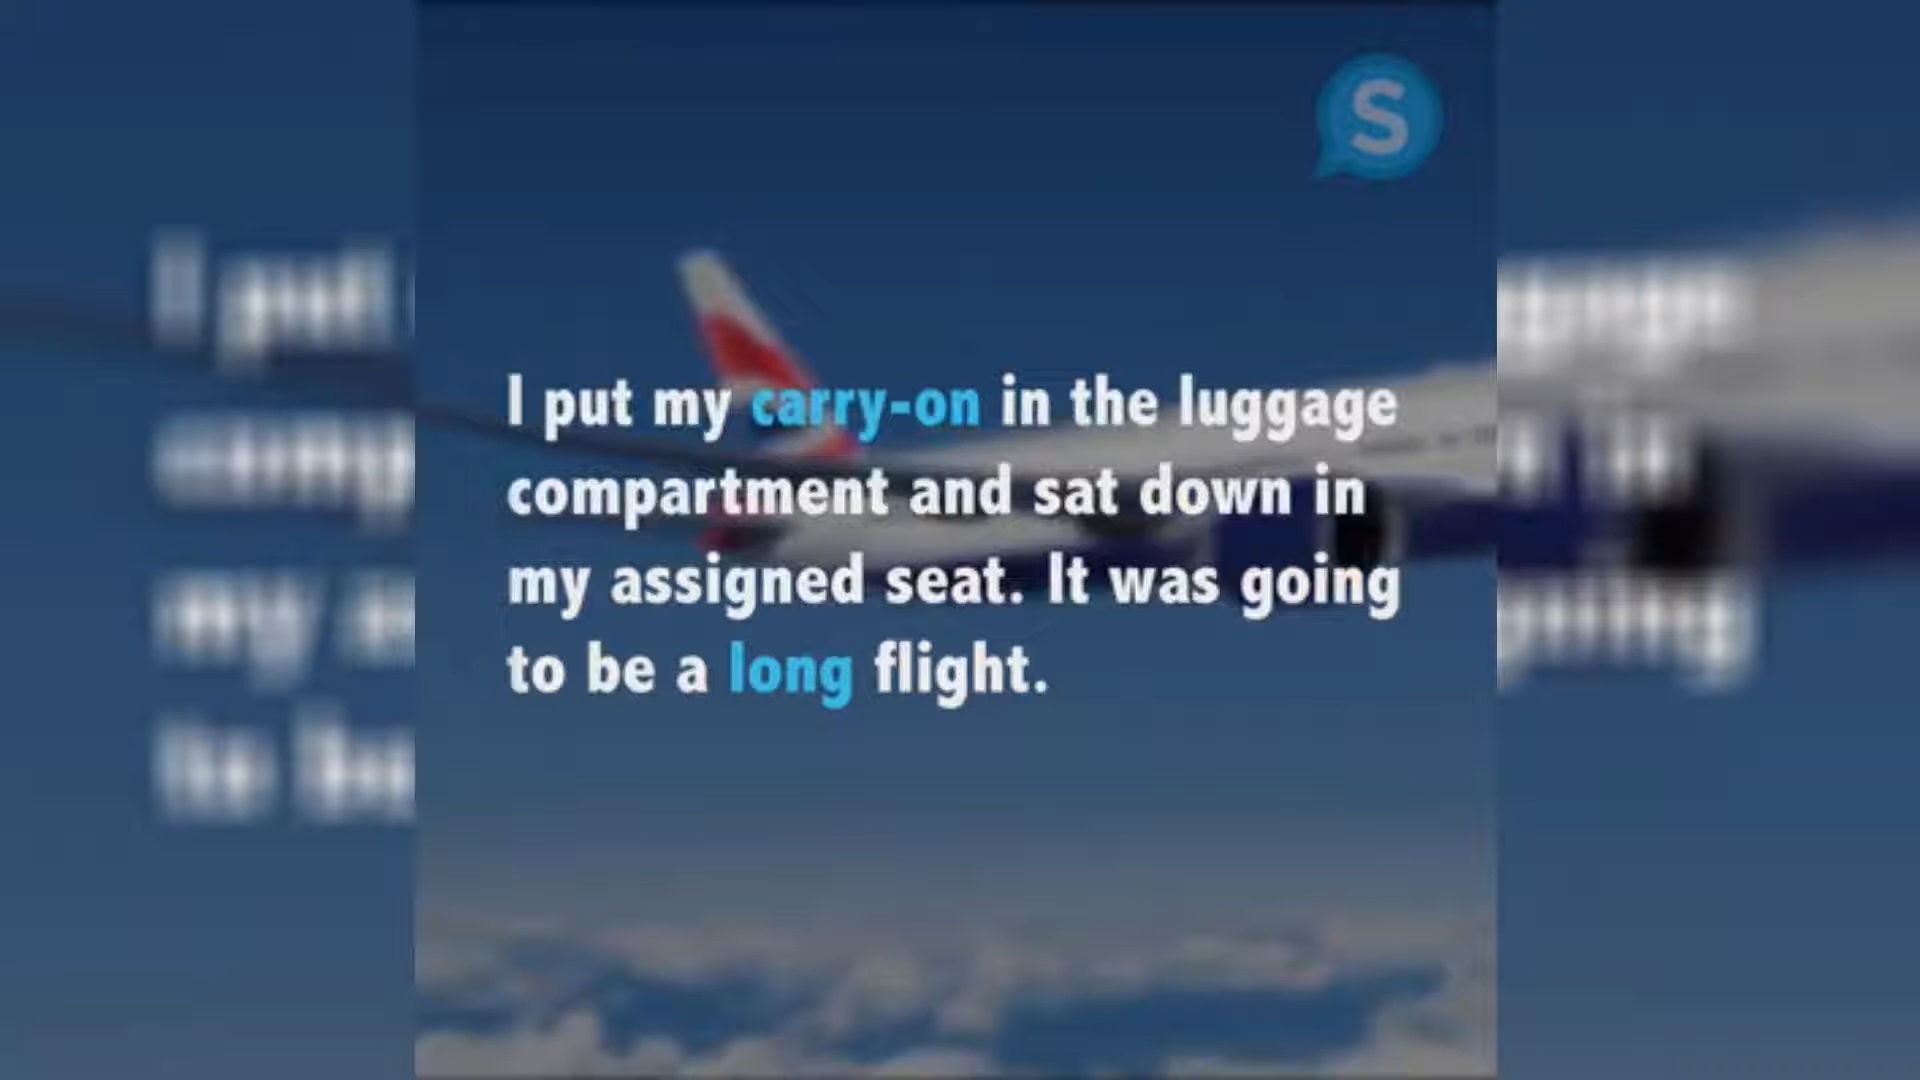 S
I put my carry-on in the luggage
compartment and sat down in
my assigned seat. It was going
to be a long flight.